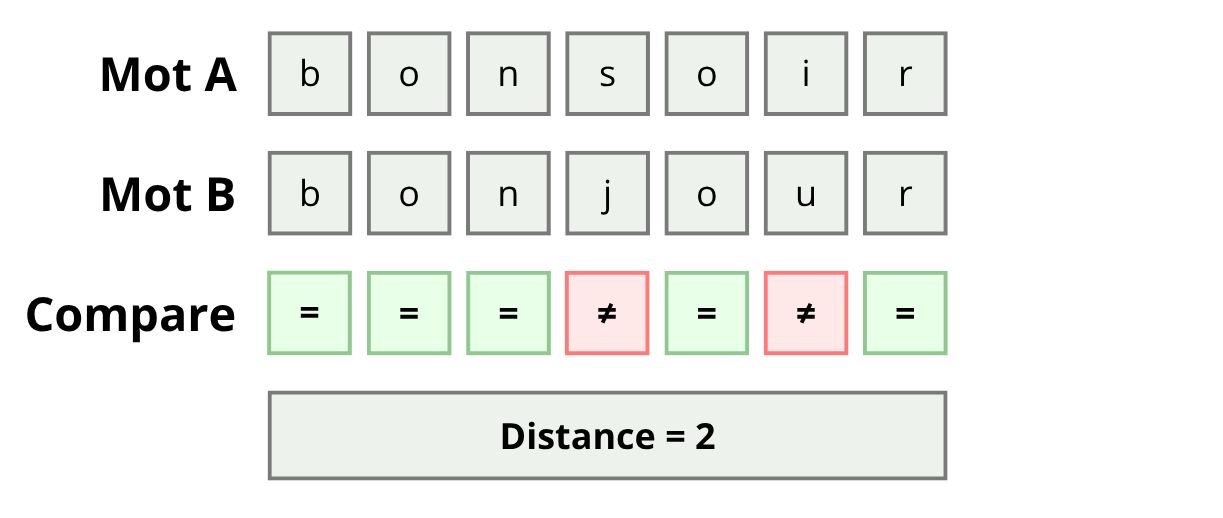 Mot A b o n s o i r
Mot B b o n j o u r
Compare = = = ≠ = ≠ =
Distance = 2